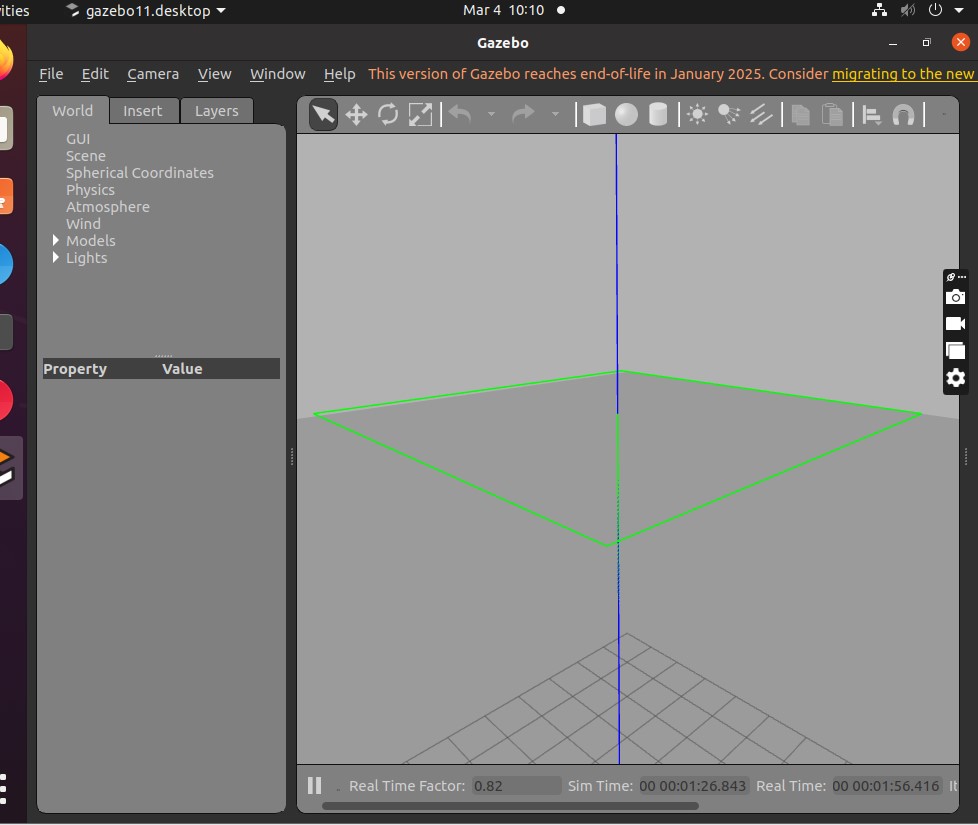 ities gazebo11.desktop Mar 4 10:10
Gazebo
File Edit Camera View Window Help This version of Gazebo reaches end-of-life in January 2025. Consider migrating to the new
World Insert Layers
GUI
Scene
Spherical Coordinates
Physics
Atmosphere
Wind
Models
Lights
Property Value
Real Time Factor: 0.82 Sim Time: 00 00:01:26.843 Real Time: 00 00:01:56.416 It